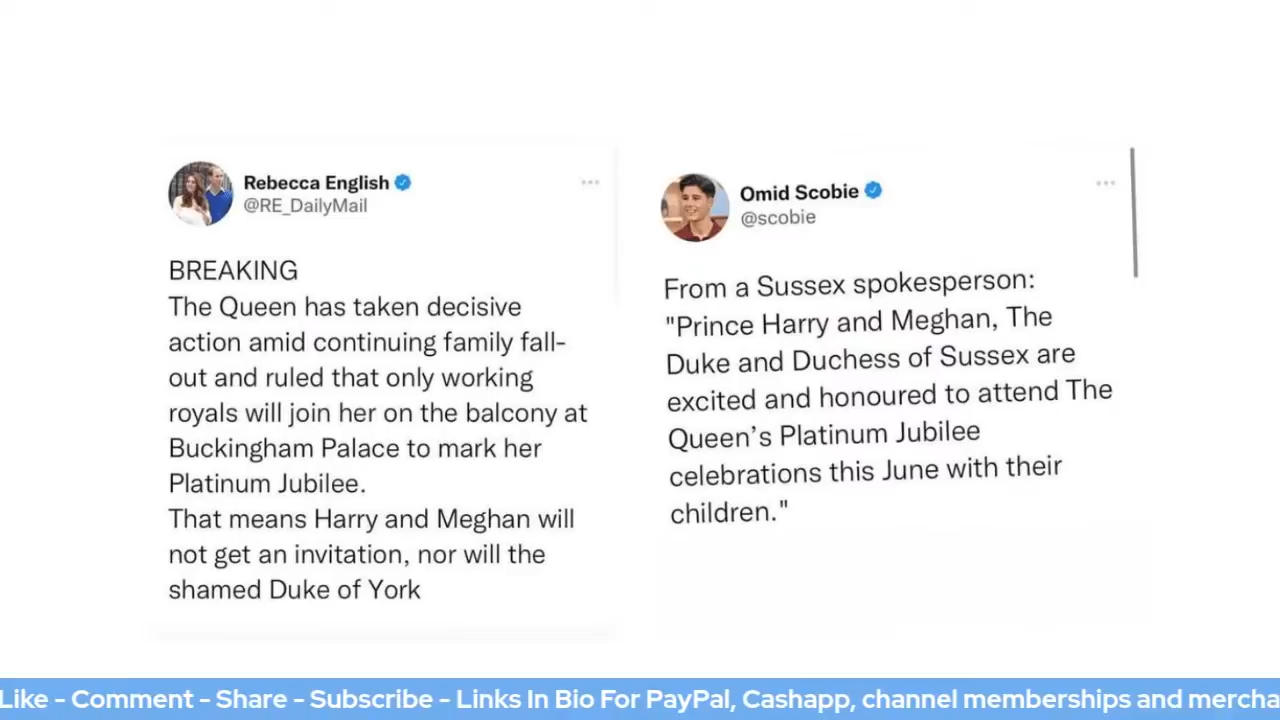 Rebecca English
@RE_DailyMail
BREAKING
The Queen has taken decisive
action amid continuing family fall-
out and ruled that only working
royals will join her on the balcony at
Buckingham Palace to mark her
Platinum Jubilee.
That means Harry and Meghan will
not get an invitation, nor will the
shamed Duke of York
Omid Scobie
@scobie
From a Sussex spokesperson:
"Prince Harry and Meghan, The
Duke and Duchess of Sussex are
excited and honoured to attend The
Queen's Platinum Jubilee
celebrations this June with their
children."
Like - Comment - Share - Subscribe - Links In Bio For PayPal, Cashapp, channel memberships and mercha